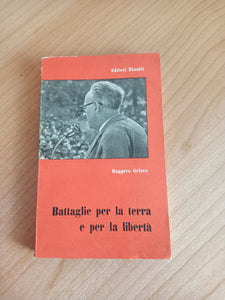 Editori Riuniti
Ruggero Grieco
Battaglie per la terra
e per la libertà